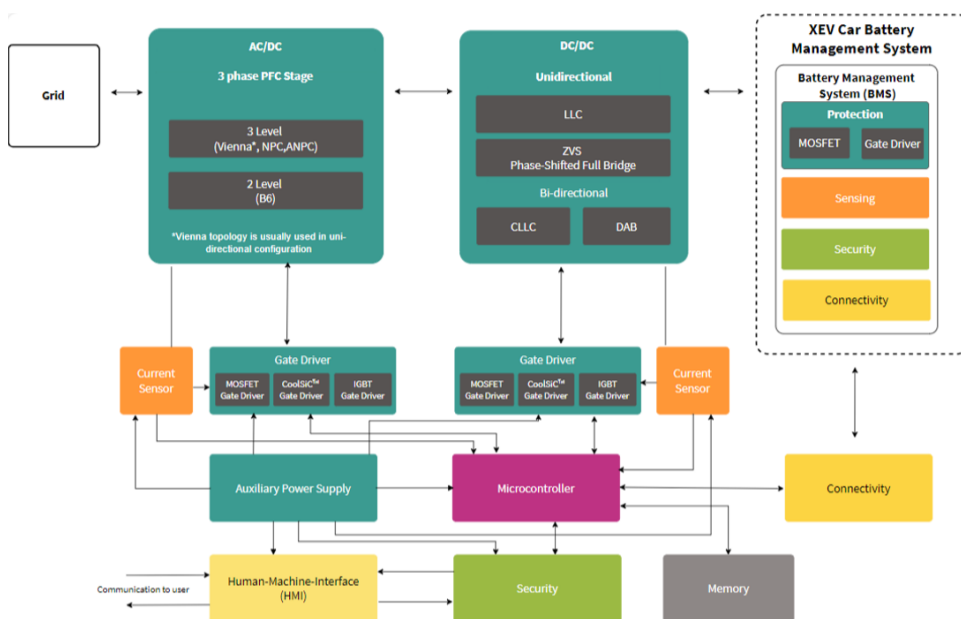 Grid
AC/DC
3 phase PFC Stage
3 Level
(Vienna*, NPC,ANPC)
2 Level
(B6)
*Vienna topology is usually used in uni-
directional configuration
DC/DC
Unidirectional
LLC
ZVS
Phase-Shifted Full Bridge
Bi-directional
CLLC
DAB
XEV Car Battery
Management System
Battery Management
System (BMS)
Protection
MOSFET
Gate Driver
Sensing
Security
Connectivity
Current
Sensor
Gate Driver
MOSFET
Gate Driver
CoolSiC™
Gate Driver
IGBT
Gate Driver
Gate Driver
MOSFET
Gate Driver
CoolSiC™
Gate Driver
IGBT
Gate Driver
Current
Sensor
Auxiliary Power Supply
Microcontroller
Connectivity
Communication to user
Human-Machine-Interface
(HMI)
Security
Memory